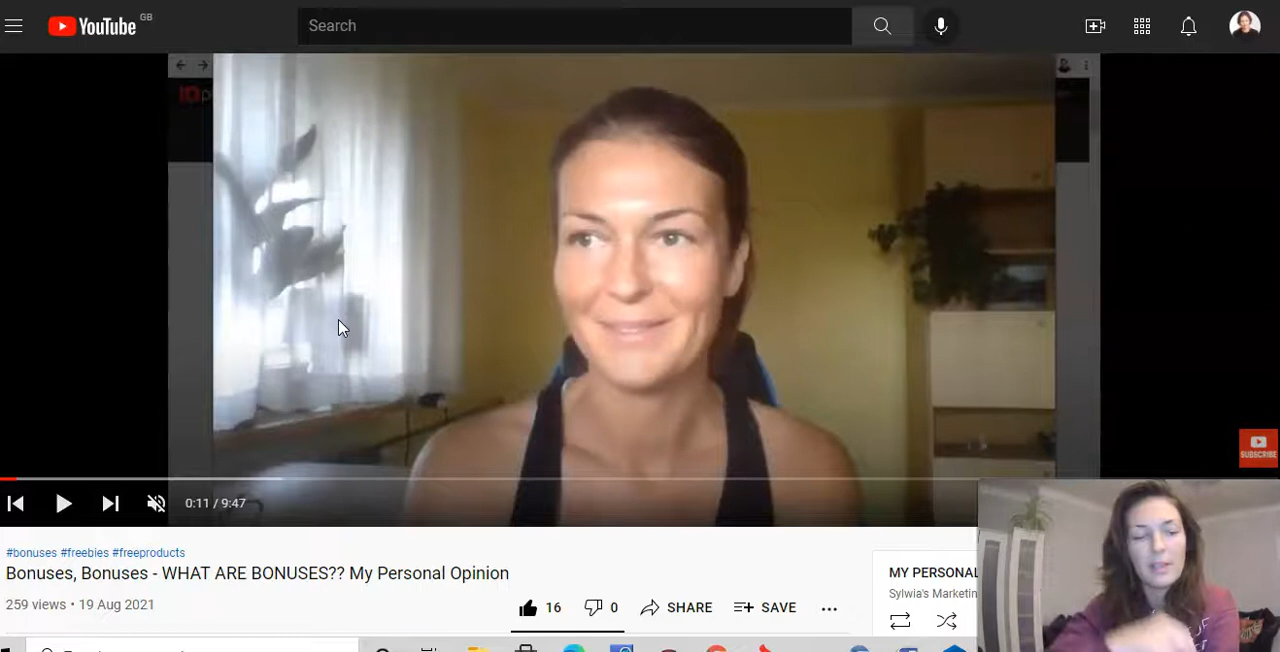 YouTube GB
Search
IDp
SUBSCRIBE
0:11 / 9:47
#bonuses #freebies #freeproducts
Bonuses, Bonuses - WHAT ARE BONUSES?? My Personal Opinion
259 views • 19 Aug 2021
16
0
SHARE
SAVE
MY PERSONAL
Sylwia's Marketin